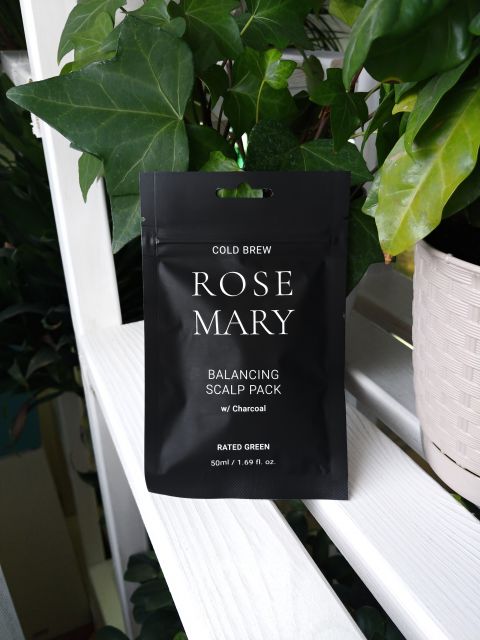 COLD BREW
ROSE
MARY
BALANCING
SCALP PACK
w/ Charcoal
RATED GREEN
50ml / 1.69 fl. oz.